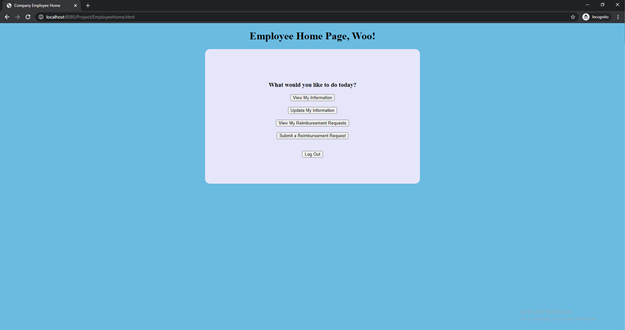 Company Employee Home
localhost:8080/Project/EmployeeHome.html
Incognito
Employee Home Page, Woo!
What would you like to do today?
View My Information
Update My Information
View My Reimbursement Requests
Submit a Reimbursement Request
Log Out